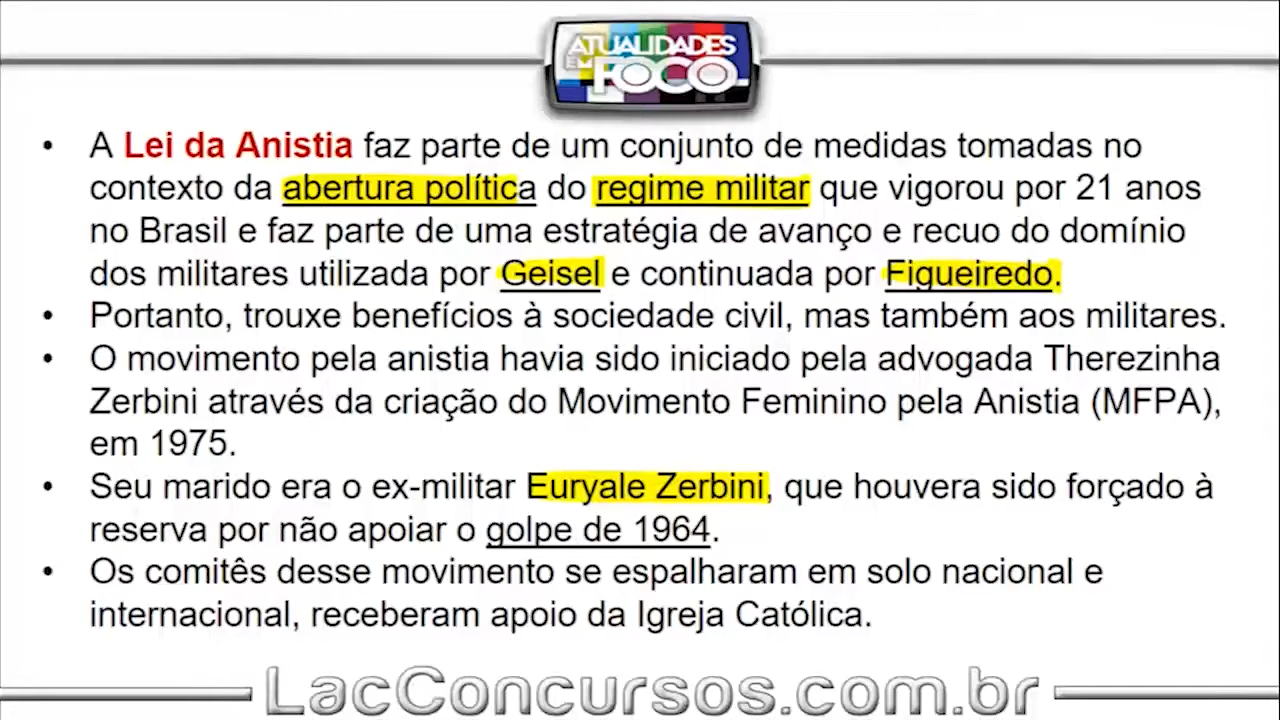 ATUALIDADES
EM FOCO
• A Lei da Anistia faz parte de um conjunto de medidas tomadas no
contexto da abertura política do regime militar que vigorou por 21 anos
no Brasil e faz parte de uma estratégia de avanço e recuo do domínio
dos militares utilizada por Geisel e continuada por Figueiredo.
• Portanto, trouxe benefícios à sociedade civil, mas também aos militares.
• O movimento pela anistia havia sido iniciado pela advogada Therezinha
Zerbini através da criação do Movimento Feminino pela Anistia (MFPA),
em 1975.
• Seu marido era o ex-militar Euryale Zerbini, que houvera sido forçado à
reserva por não apoiar o golpe de 1964.
• Os comitês desse movimento se espalharam em solo nacional e
internacional, receberam apoio da Igreja Católica.
LacConcursos.com.br